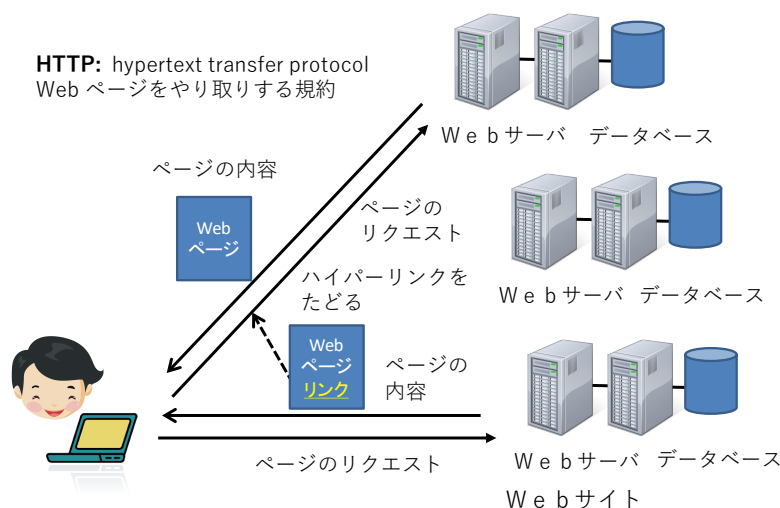 HTTP: hypertext transfer protocol
Web ページをやり取りする規約
Ｗｅｂサーバ データベース
ページの内容
Web
ページ
ページの
リクエスト
Ｗｅｂサーバ データベース
ハイパーリンクを
たどる
Web
ページ
リンク
ページの
内容
ページのリクエスト
Ｗｅｂサーバ データベース
Ｗｅｂサイト